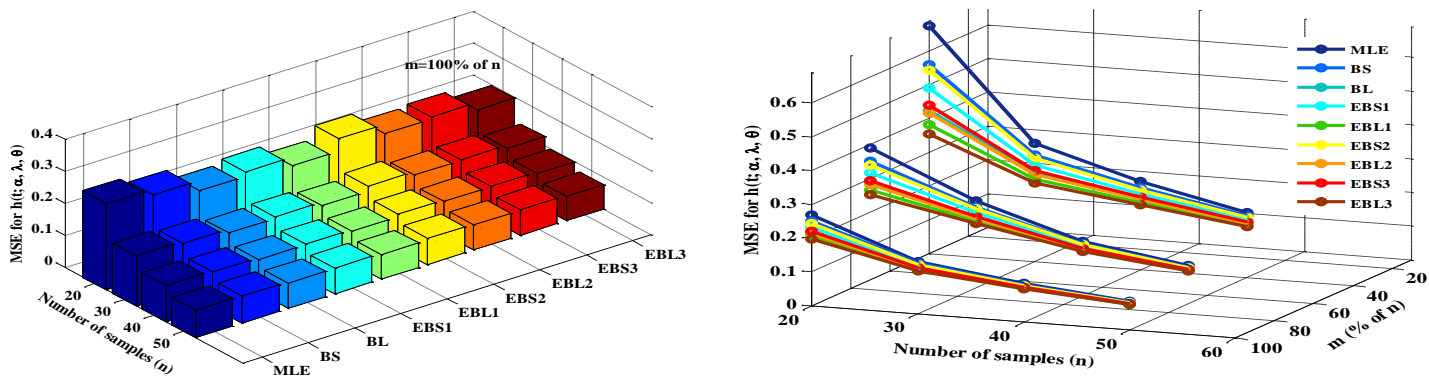 m=100% of n
0.4
0.3
0.2
0.1
0
MSE for h(t;α, λ, θ)
20
30
40
50
Number of samples (n)
MLE
BS
BL
EBS1
EBL1
EBS2
EBL2
EBS3
EBL3
MLE
BS
BL
EBS1
EBL1
EBS2
EBL2
EBS3
EBL3
0.6
0.5
0.4
0.3
0.2
0.1
0
MSE for h(t;α, λ, θ)
20
30
40
50
60
Number of samples (n)
100
80
60
40
20
m (% of n)